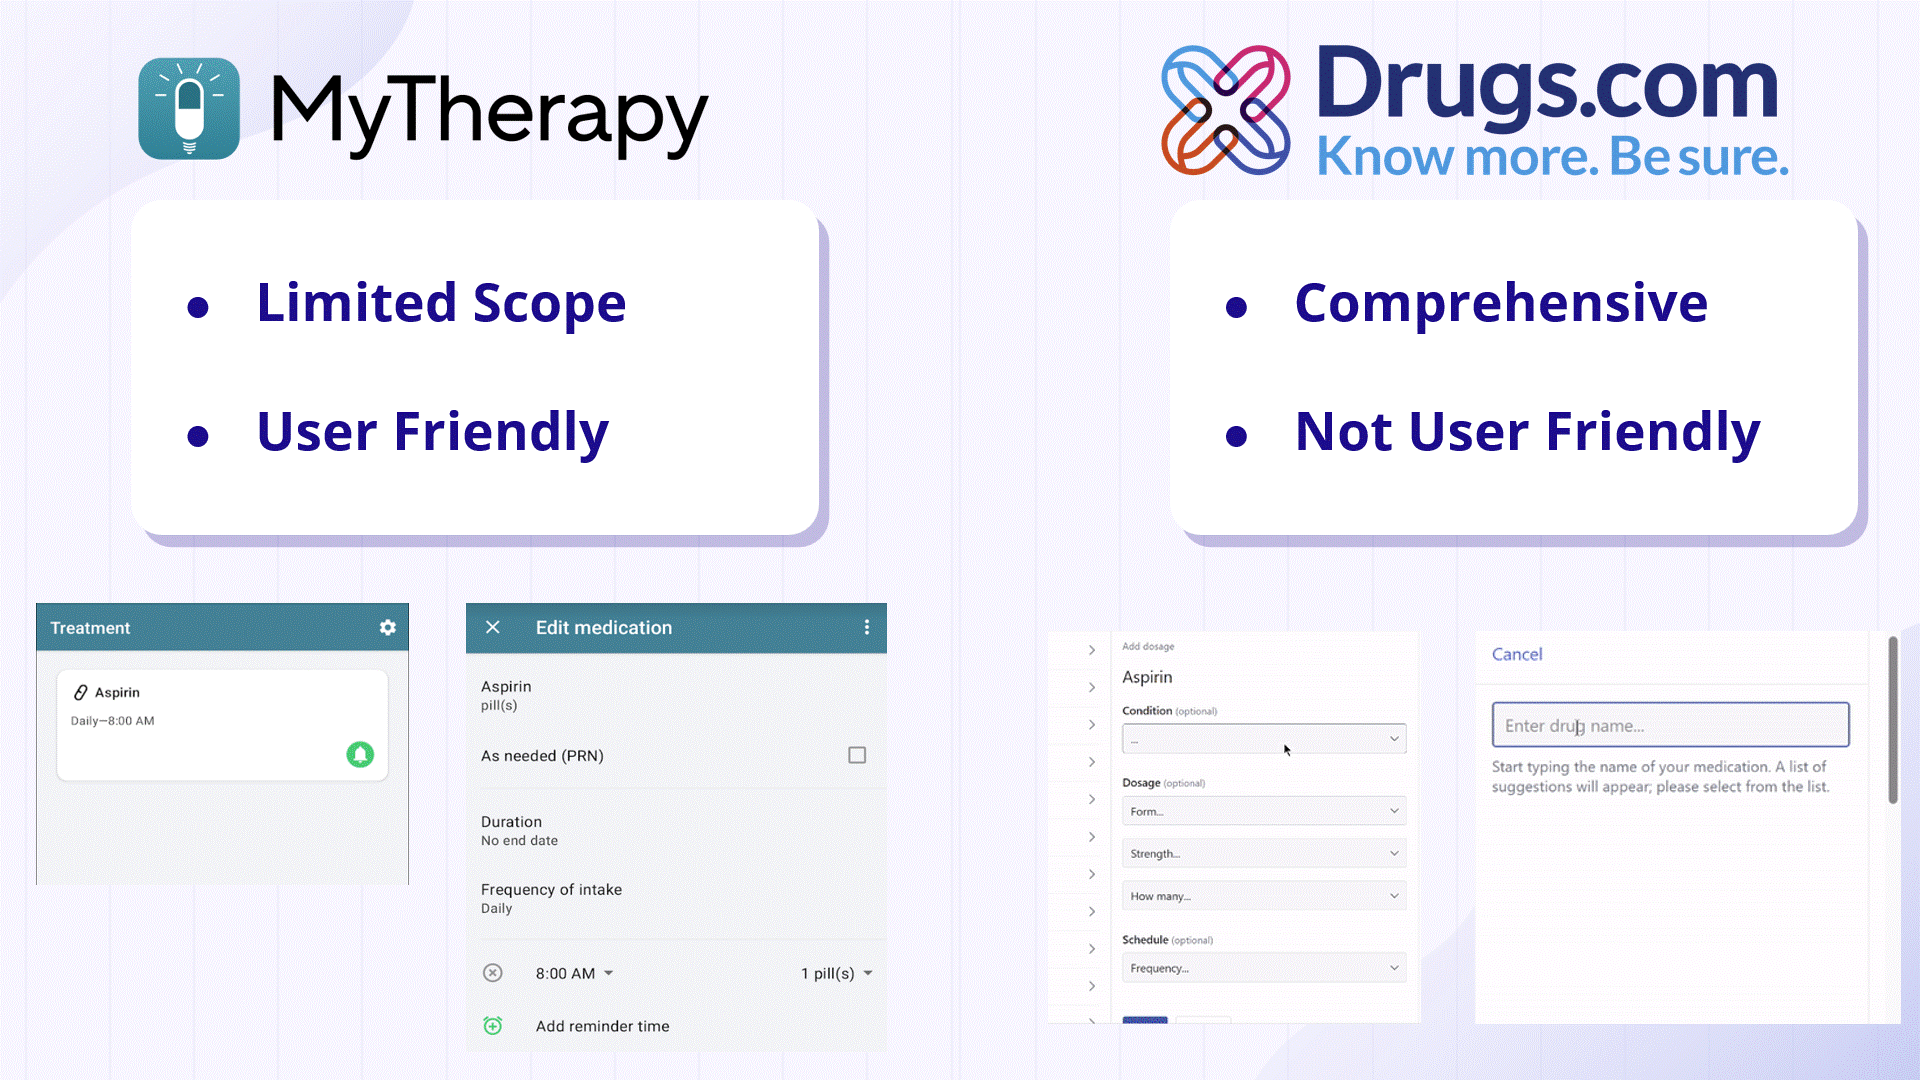 MyTherapy
Drugs.com
Know more. Be sure.
• Limited Scope
• User Friendly
• Comprehensive
• Not User Friendly
Treatment
Aspirin
Daily—8:00 AM
Edit medication
Aspirin
pill(s)
As needed (PRN)
Duration
No end date
Frequency of intake
Daily
8:00 AM 1 pill(s)
Add reminder time
Add dosage
Aspirin
Condition (optional)
...
Dosage (optional)
Form...
Strength...
How many...
Schedule (optional)
Frequency...
Cancel
Enter drug name...
Start typing the name of your medication. A list of
suggestions will appear; please select from the list.